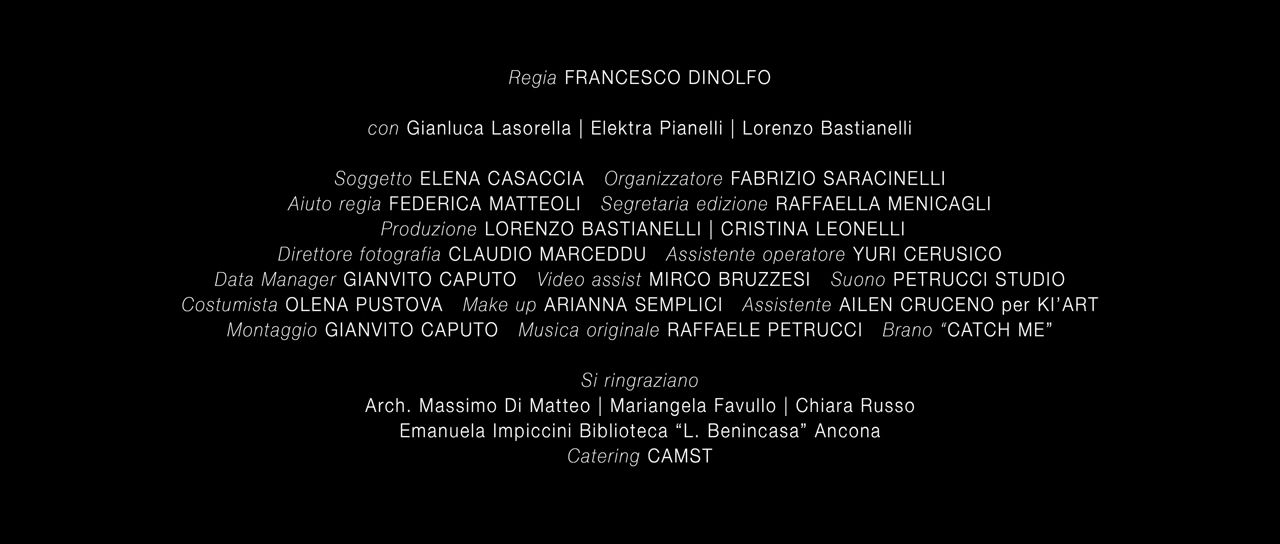 Regia FRANCESCO DINOLFO
con Gianluca Lasorella | Elektra Pianelli | Lorenzo Bastianelli
Soggetto ELENA CASACCIA Organizzatore FABRIZIO SARACINELLI
Aiuto regia FEDERICA MATTEOLI Segretaria edizione RAFFAELLA MENICAGLI
Produzione LORENZO BASTIANELLI | CRISTINA LEONELLI
Direttore fotografia CLAUDIO MARCEDDU Assistente operatore YURI CERUSICO
Data Manager GIANVITO CAPUTO Video assist MIRCO BRUZZESI Suono PETRUCCI STUDIO
Costumista OLENA PUSTOVA Make up ARIANNA SEMPLICI Assistente AILEN CRUCENO per KI’ART
Montaggio GIANVITO CAPUTO Musica originale RAFFAELE PETRUCCI Brano “CATCH ME”
Si ringraziano
Arch. Massimo Di Matteo | Mariangela Favullo | Chiara Russo
Emanuela Impiccini Biblioteca “L. Benincasa” Ancona
Catering CAMST